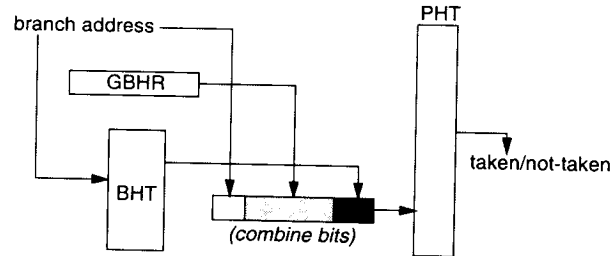 PHT
branch address
GBHR
taken/not-taken
BHT
(combine bits)